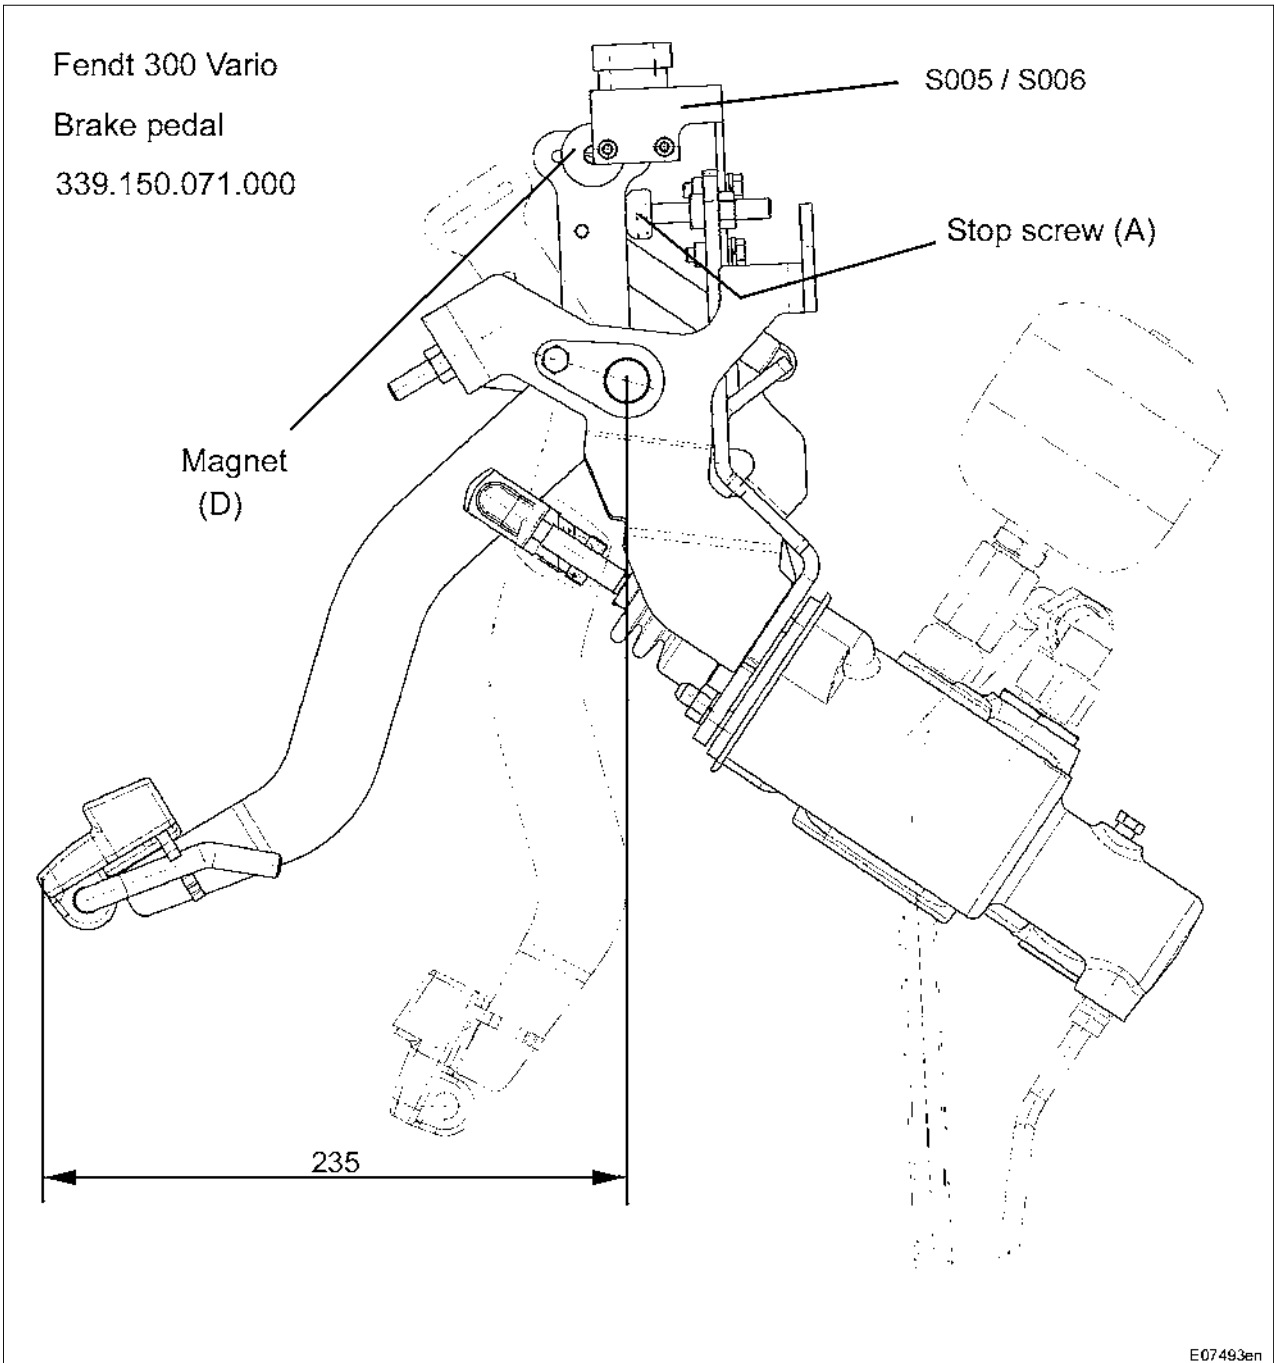 Fendt 300 Vario
Brake pedal
339.150.071.000
S005 / S006
Stop screw (A)
Magnet
(D)
235
E07493en